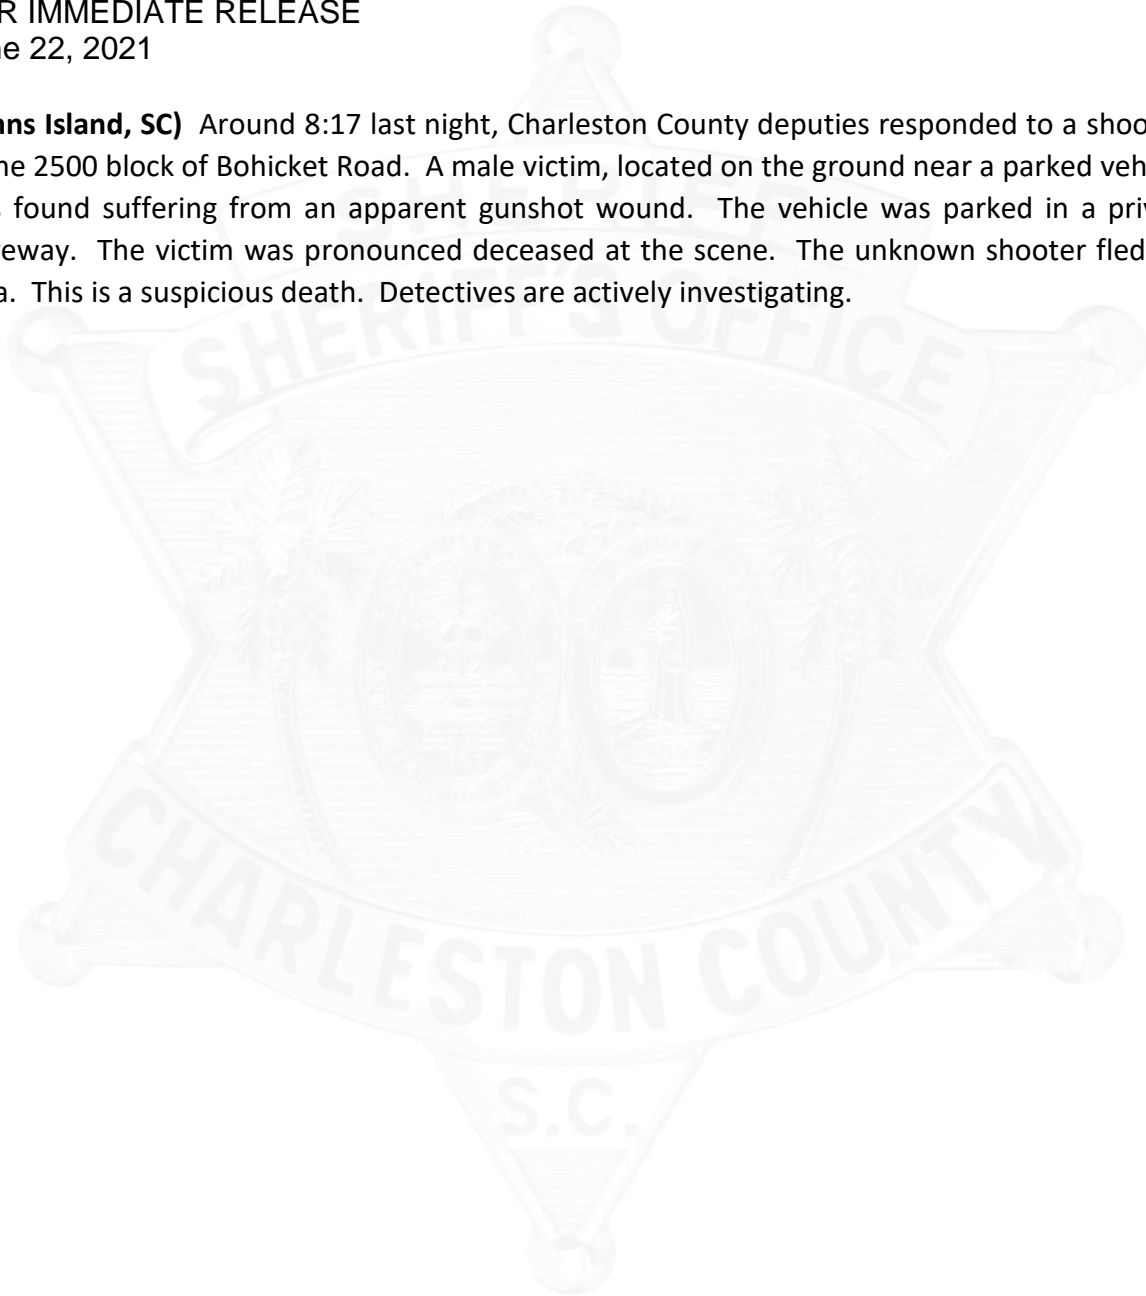 R IMMEDIATE RELEASE
ne 22, 2021
nns Island, SC) Around 8:17 last night, Charleston County deputies responded to a shoo
ne 2500 block of Bohicket Road. A male victim, located on the ground near a parked veh
s found suffering from an apparent gunshot wound. The vehicle was parked in a priv
eway. The victim was pronounced deceased at the scene. The unknown shooter fled
a. This is a suspicious death. Detectives are actively investigating.
SHERIFF
SHERIFF'S OFFICE
CHARLESTON COUNTY
S.C.